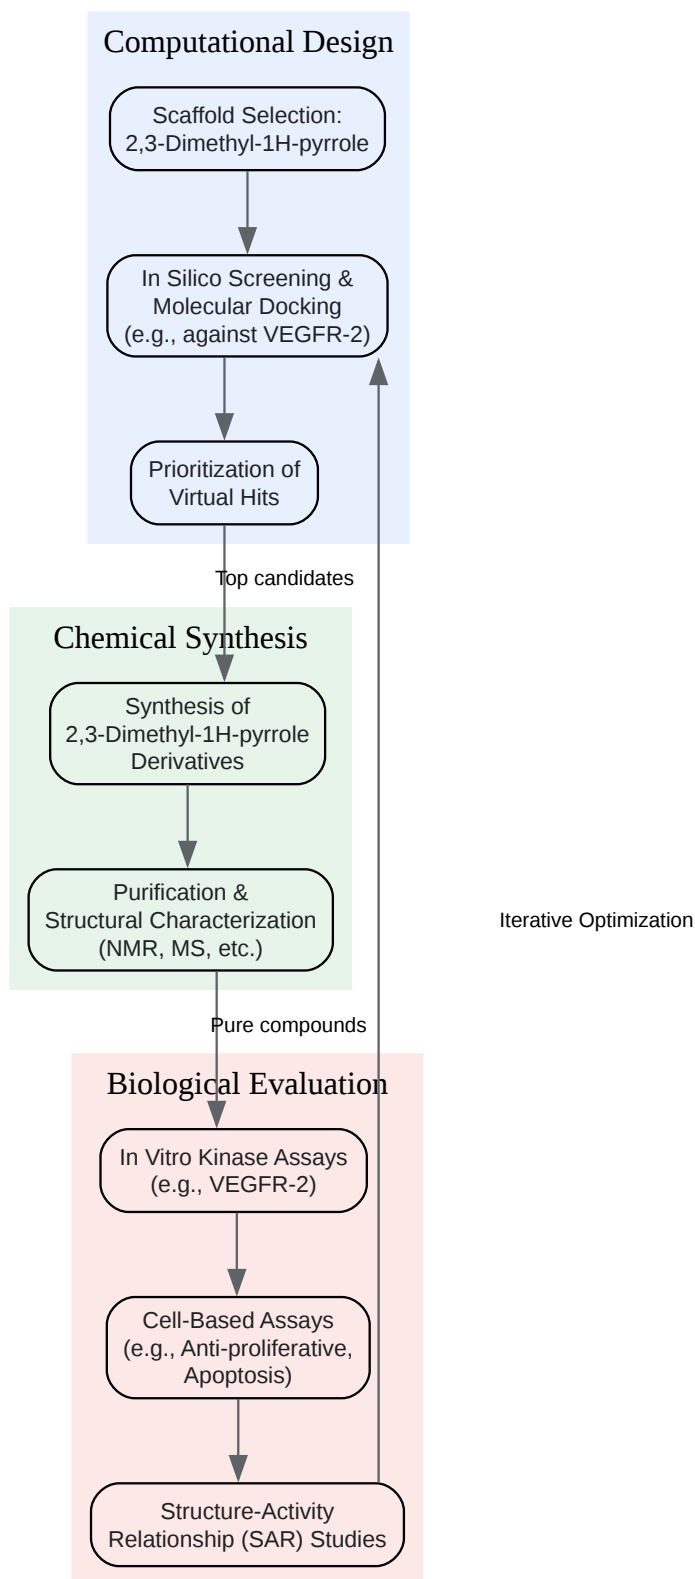 Computational Design
Scaffold Selection:
2,3-Dimethyl-1H-pyrrole
In Silico Screening &
Molecular Docking
(e.g., against VEGFR-2)
Prioritization of
Virtual Hits
Top candidates
Chemical Synthesis
Synthesis of
2,3-Dimethyl-1H-pyrrole
Derivatives
Purification &
Structural Characterization
(NMR, MS, etc.)
Iterative Optimization
Pure compounds
Biological Evaluation
In Vitro Kinase Assays
(e.g., VEGFR-2)
Cell-Based Assays
(e.g., Anti-proliferative,
Apoptosis)
Structure-Activity
Relationship (SAR) Studies